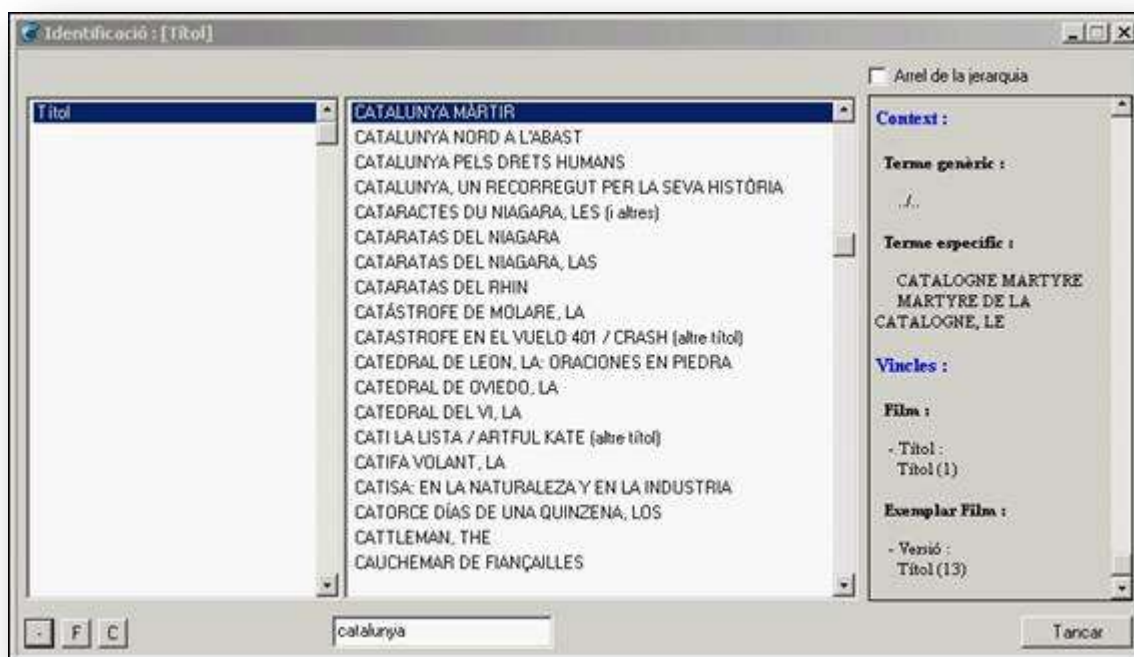 Identificació : [Títol]
Arrel de la jerarquia
Títol
CATALUNYA MÀRTIR
CATALUNYA NORD A L'ABAST
CATALUNYA PELS DRETS HUMANS
CATALUNYA, UN RECORREGUT PER LA SEVA HISTÒRIA
CATARACTES DU NIAGARA, LES (i altres)
CATARATAS DEL NIAGARA
CATARATAS DEL NIAGARA, LAS
CATARATAS DEL RHIN
CATÁSTROFE DE MOLARE, LA
CATASTROFE EN EL VUELO 401 / CRASH (altre títol)
CATEDRAL DE LEON, LA: ORACIONES EN PIEDRA
CATEDRAL DE OVIEDO, LA
CATEDRAL DEL VI, LA
CATI LA LISTA / ARTFUL KATE (altre títol)
CATIFA VOLANT, LA
CATISA: EN LA NATURALEZA Y EN LA INDUSTRIA
CATORCE DÍAS DE UNA QUINZENA, LOS
CATTLEMAN, THE
CAUCHEMAR DE FIANÇAILLES
Context :
Terme genèric :
../..
Terme específic :
CATALOGNE MARTYRE
MARTYRE DE LA
CATALOGNE, LE
Vincles :
Film :
- Títol :
Títol (1)
Exemplar Film :
- Versió :
Títol (13)
- F C
catalunya
Tancar